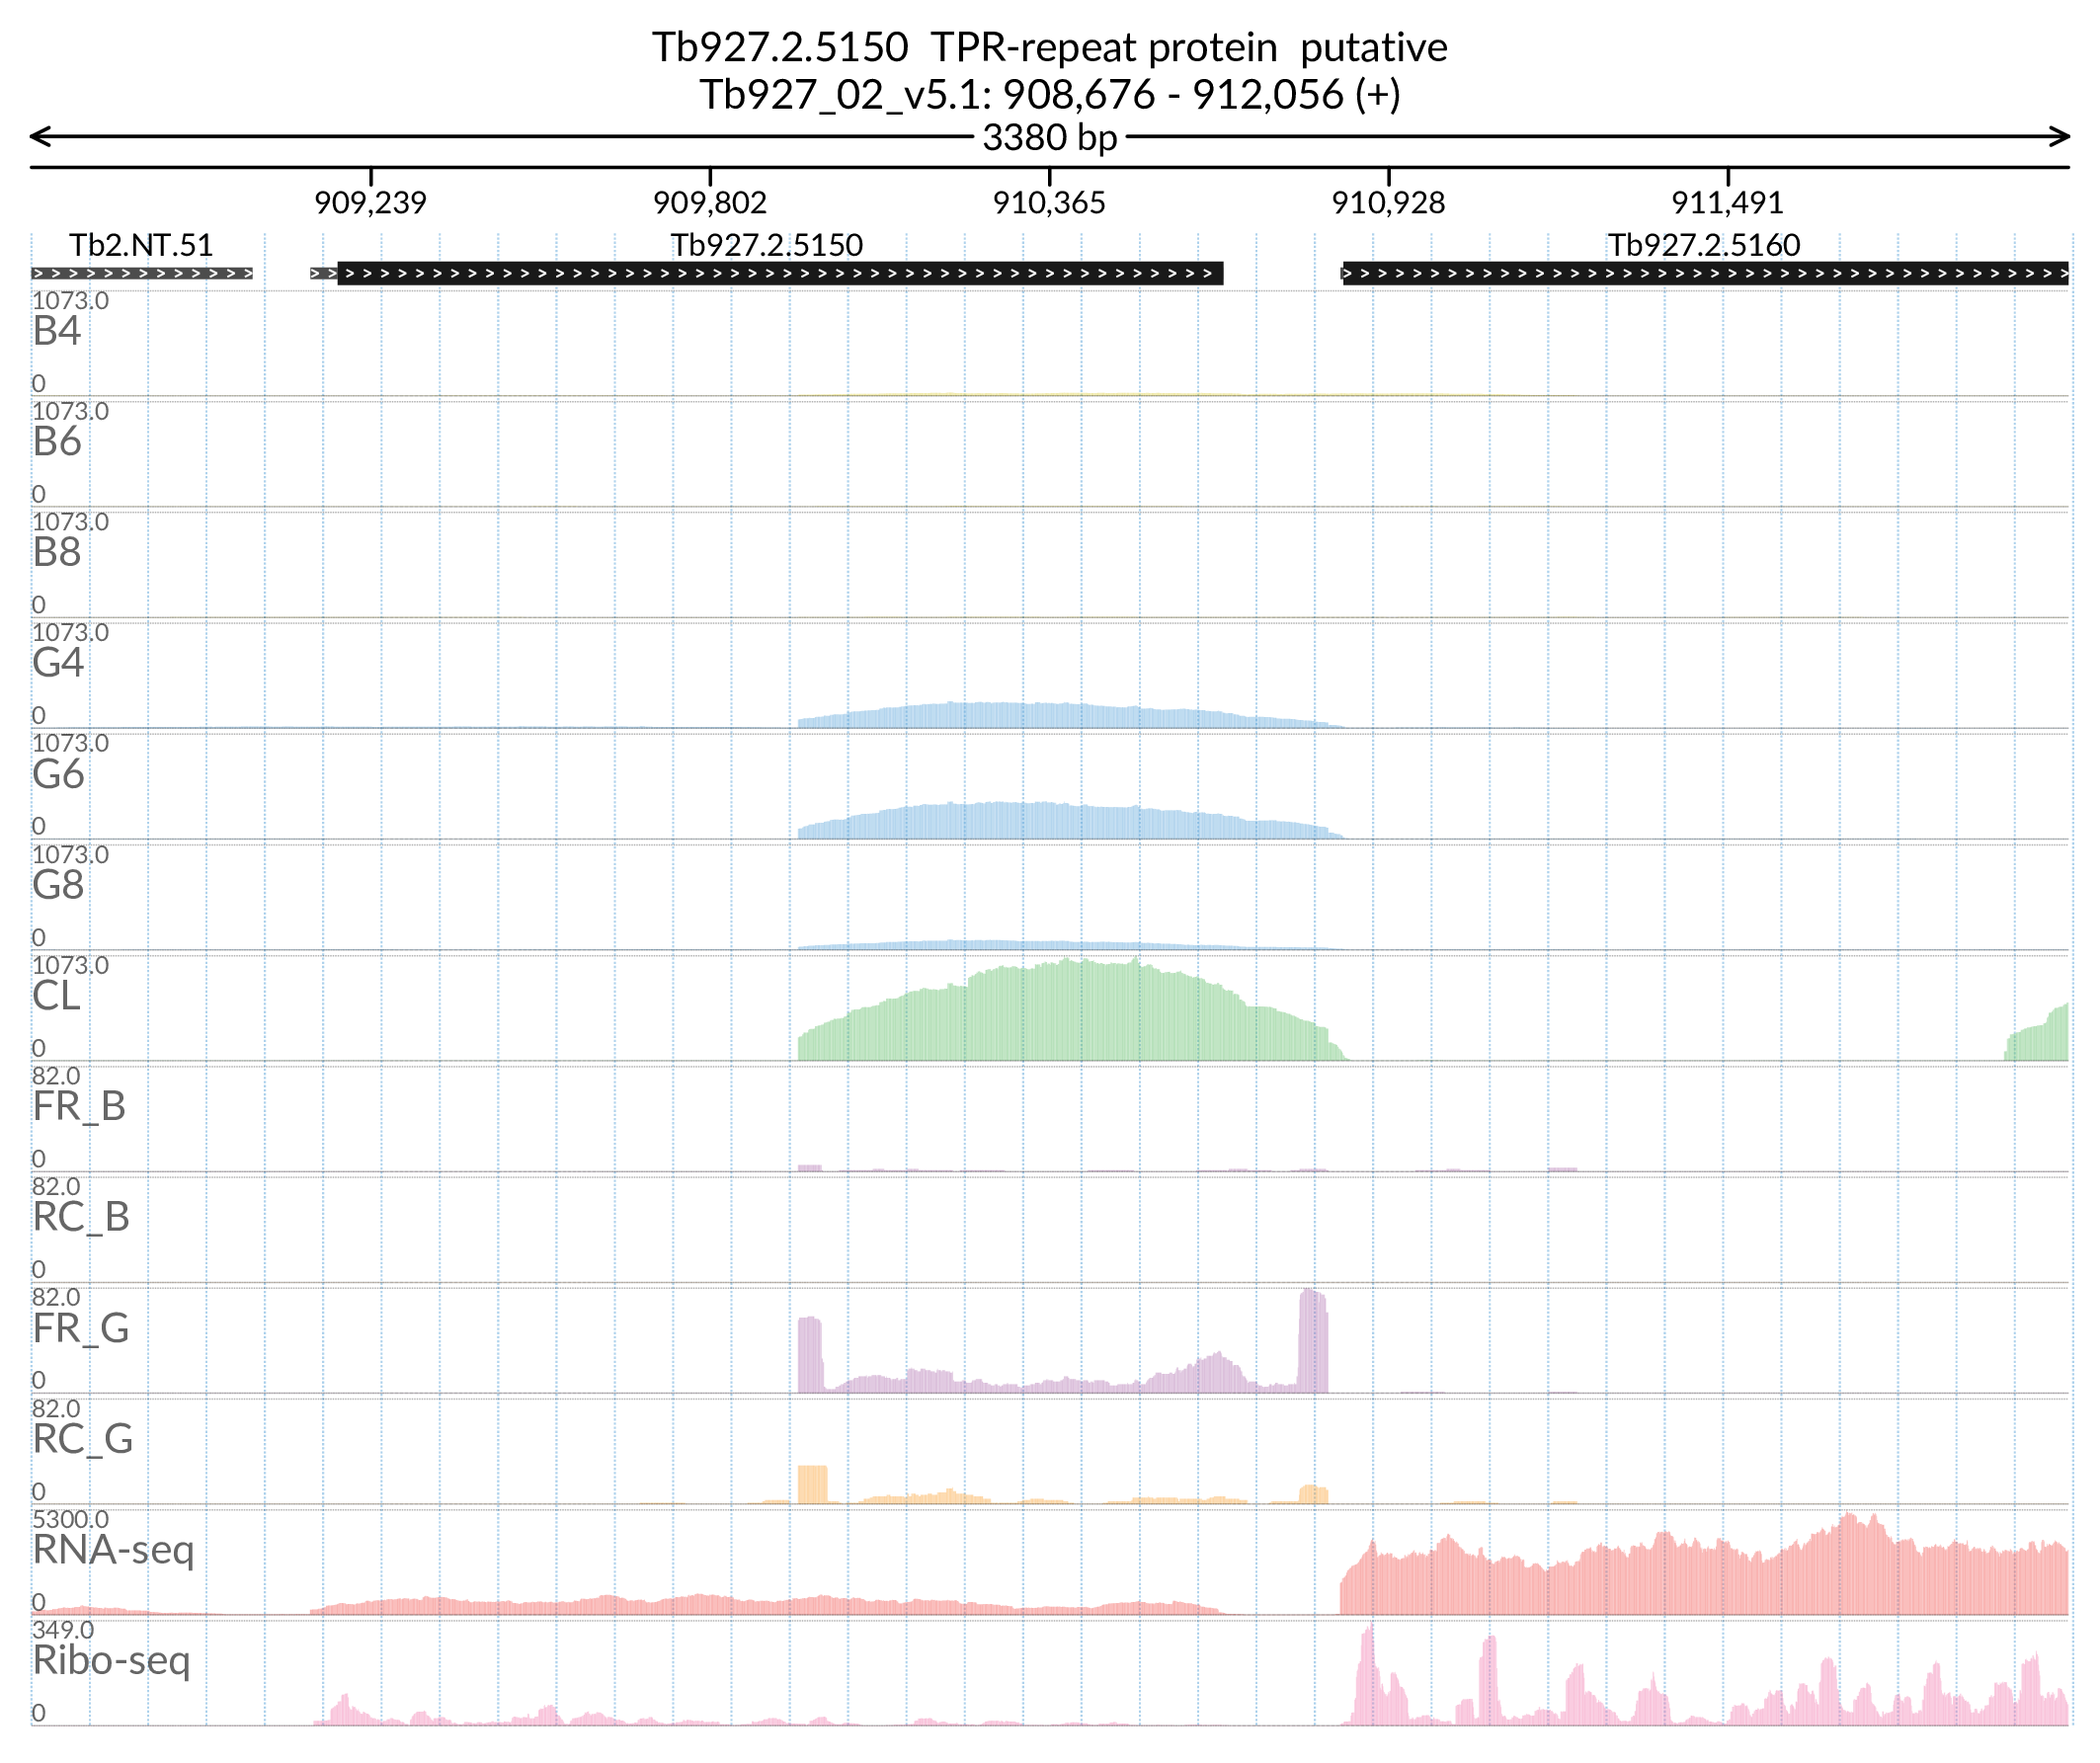 Tb927.2.5150  TPR-repeat protein  putative
Tb927_02_v5.1: 908,676 - 912,056 (+)
3380 bp
909,239 909,802 910,365 910,928 911,491
Tb2.NT.51 Tb927.2.5150 Tb927.2.5160
1073.0
B4
0
1073.0
B6
0
1073.0
B8
0
1073.0
G4
0
1073.0
G6
0
1073.0
G8
0
1073.0
CL
0
82.0
FR_B
0
82.0
RC_B
0
82.0
FR_G
0
82.0
RC_G
0
5300.0
RNA-seq
0
349.0
Ribo-seq
0